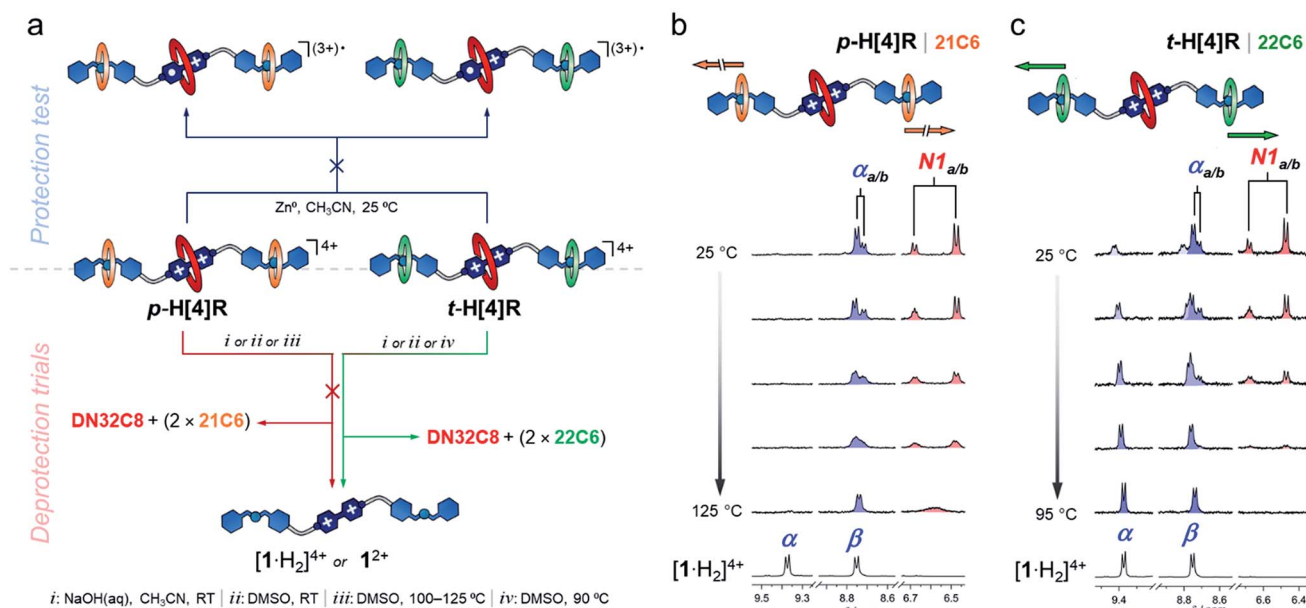 a
Protection test
](3+)•
](3+)•
Zn⁰, CH₃CN, 25 ºC
]4+
]4+
p-H[4]R
t-H[4]R
Deprotection trials
i or ii or iii
i or ii or iv
DN32C8 + (2 × 21C6)
DN32C8 + (2 × 22C6)
[1·H₂]⁴⁺ or 1²⁺
i: NaOH(aq), CH₃CN, RT | ii: DMSO, RT | iii: DMSO, 100–125 ºC | iv: DMSO, 90 ºC
b
p-H[4]R | 21C6
αa/b
N1a/b
25 °C
125 °C
α
β
[1·H₂]⁴⁺
9.5 9.3 8.8 8.6 6.7 6.5
c
t-H[4]R | 22C6
αa/b
N1a/b
25 °C
95 °C
α
β
[1·H₂]⁴⁺
9.4 8.8 8.6 6.6 6.4